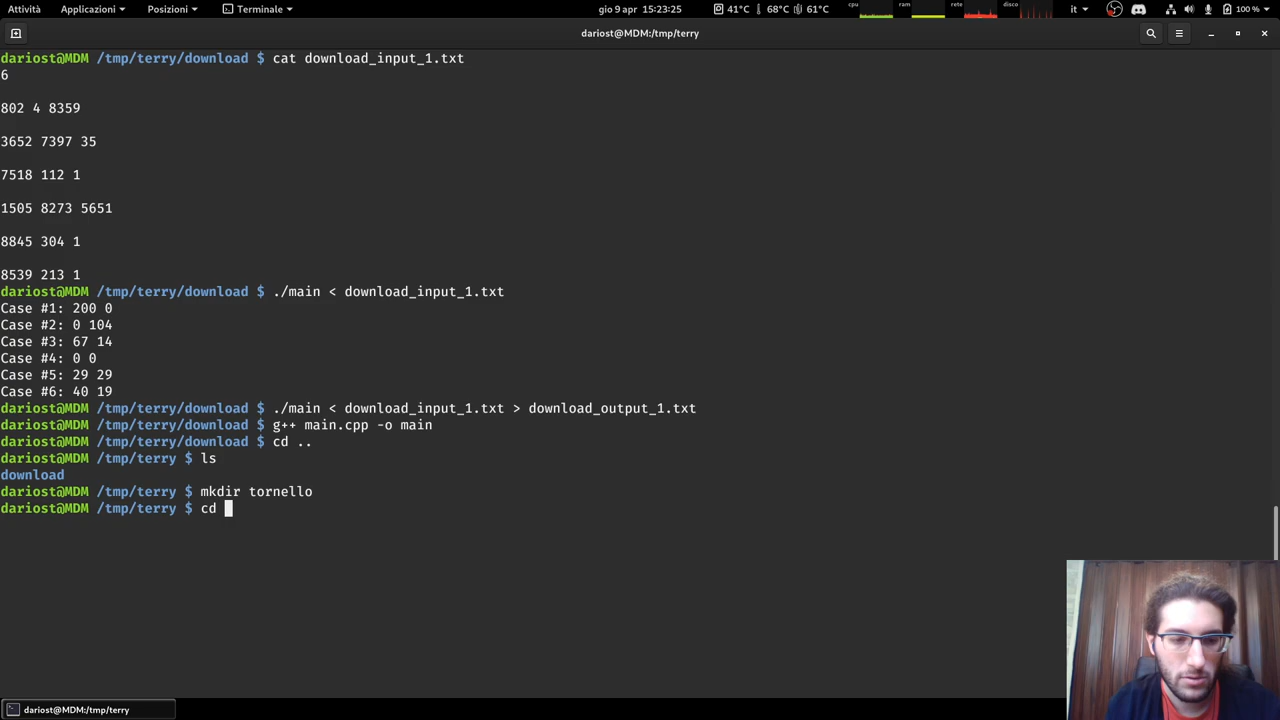 Attività Applicazioni Posizioni Terminale gio 9 apr 15:23:25 41°C 68°C 61°C cpu ram rete disco it 100 %
dariost@MDM:/tmp/terry
dariost@MDM /tmp/terry/download $ cat download_input_1.txt
6
802 4 8359
3652 7397 35
7518 112 1
1505 8273 5651
8845 304 1
8539 213 1
dariost@MDM /tmp/terry/download $ ./main < download_input_1.txt
Case #1: 200 0
Case #2: 0 104
Case #3: 67 14
Case #4: 0 0
Case #5: 29 29
Case #6: 40 19
dariost@MDM /tmp/terry/download $ ./main < download_input_1.txt > download_output_1.txt
dariost@MDM /tmp/terry/download $ g++ main.cpp -o main
dariost@MDM /tmp/terry/download $ cd ..
dariost@MDM /tmp/terry $ ls
download
dariost@MDM /tmp/terry $ mkdir tornello
dariost@MDM /tmp/terry $ cd
dariost@MDM:/tmp/terry